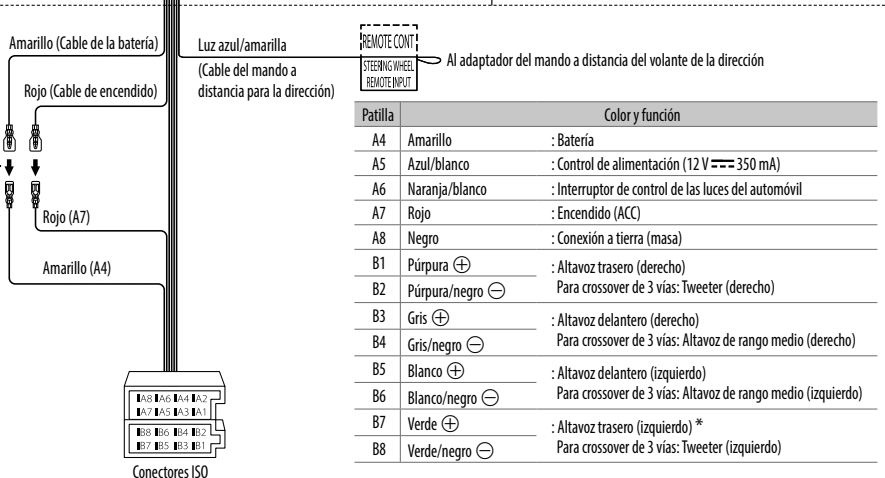 Amarillo (Cable de la batería)
Rojo (Cable de encendido)
Luz azul/amarilla
(Cable del mando a
distancia para la dirección)
REMOTE CONT
STEERING WHEEL
REMOTE INPUT
Al adaptador del mando a distancia del volante de la dirección
Rojo (A7)
Amarillo (A4)
A8 A6 A4 A2
A7 A5 A3 A1
B8 B6 B4 B2
B7 B5 B3 B1
Conectores ISO
Patilla Color y función
A4 Amarillo : Batería
A5 Azul/blanco : Control de alimentación (12 V ⎓ 350 mA)
A6 Naranja/blanco : Interruptor de control de las luces del automóvil
A7 Rojo : Encendido (ACC)
A8 Negro : Conexión a tierra (masa)
B1 Púrpura ⊕ : Altavoz trasero (derecho)
B2 Púrpura/negro ⊖ Para crossover de 3 vías: Tweeter (derecho)
B3 Gris ⊕ : Altavoz delantero (derecho)
B4 Gris/negro ⊖ Para crossover de 3 vías: Altavoz de rango medio (derecho)
B5 Blanco ⊕ : Altavoz delantero (izquierdo)
B6 Blanco/negro ⊖ Para crossover de 3 vías: Altavoz de rango medio (izquierdo)
B7 Verde ⊕ : Altavoz trasero (izquierdo) *
B8 Verde/negro ⊖ Para crossover de 3 vías: Tweeter (izquierdo)